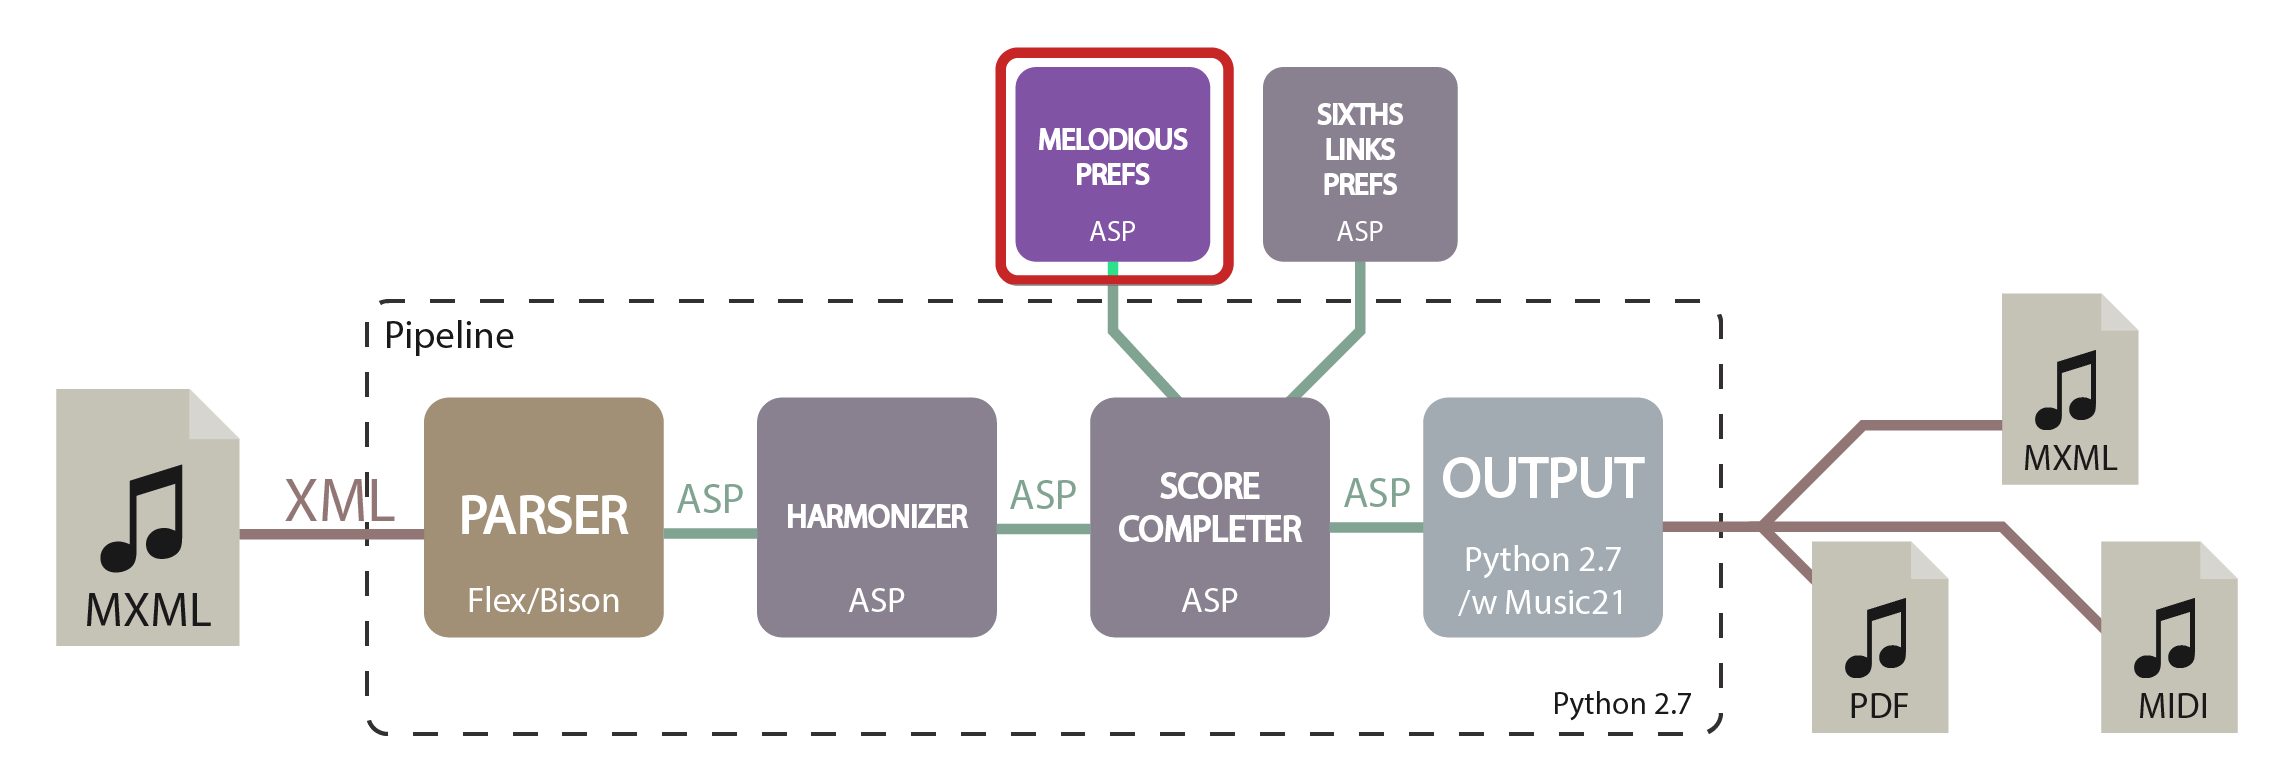 MELODIOUS
PREFS
ASP
SIXTHS
LINKS
PREFS
ASP
Pipeline
MXML
XML
PARSER
Flex/Bison
ASP
HARMONIZER
ASP
ASP
SCORE
COMPLETER
ASP
ASP
OUTPUT
Python 2.7
/w Music21
Python 2.7
MXML
PDF
MIDI